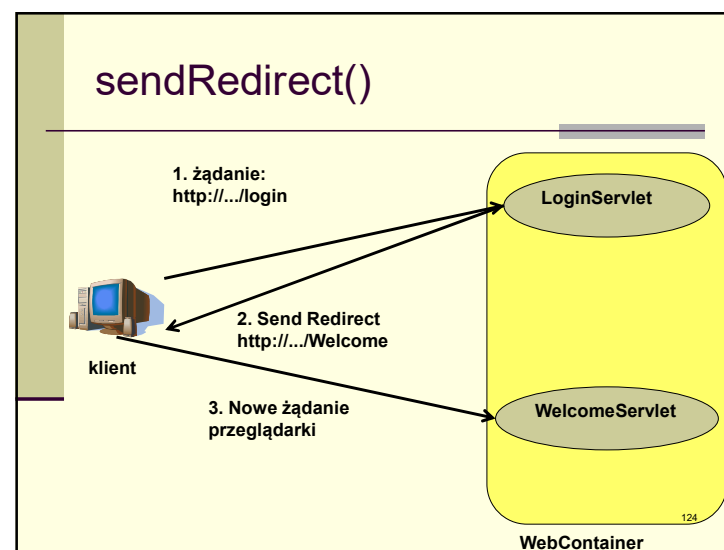 sendRedirect()
1. żądanie:
http://.../login
LoginServlet
2. Send Redirect
http://.../Welcome
klient
3. Nowe żądanie
przeglądarki
WelcomeServlet
124
WebContainer